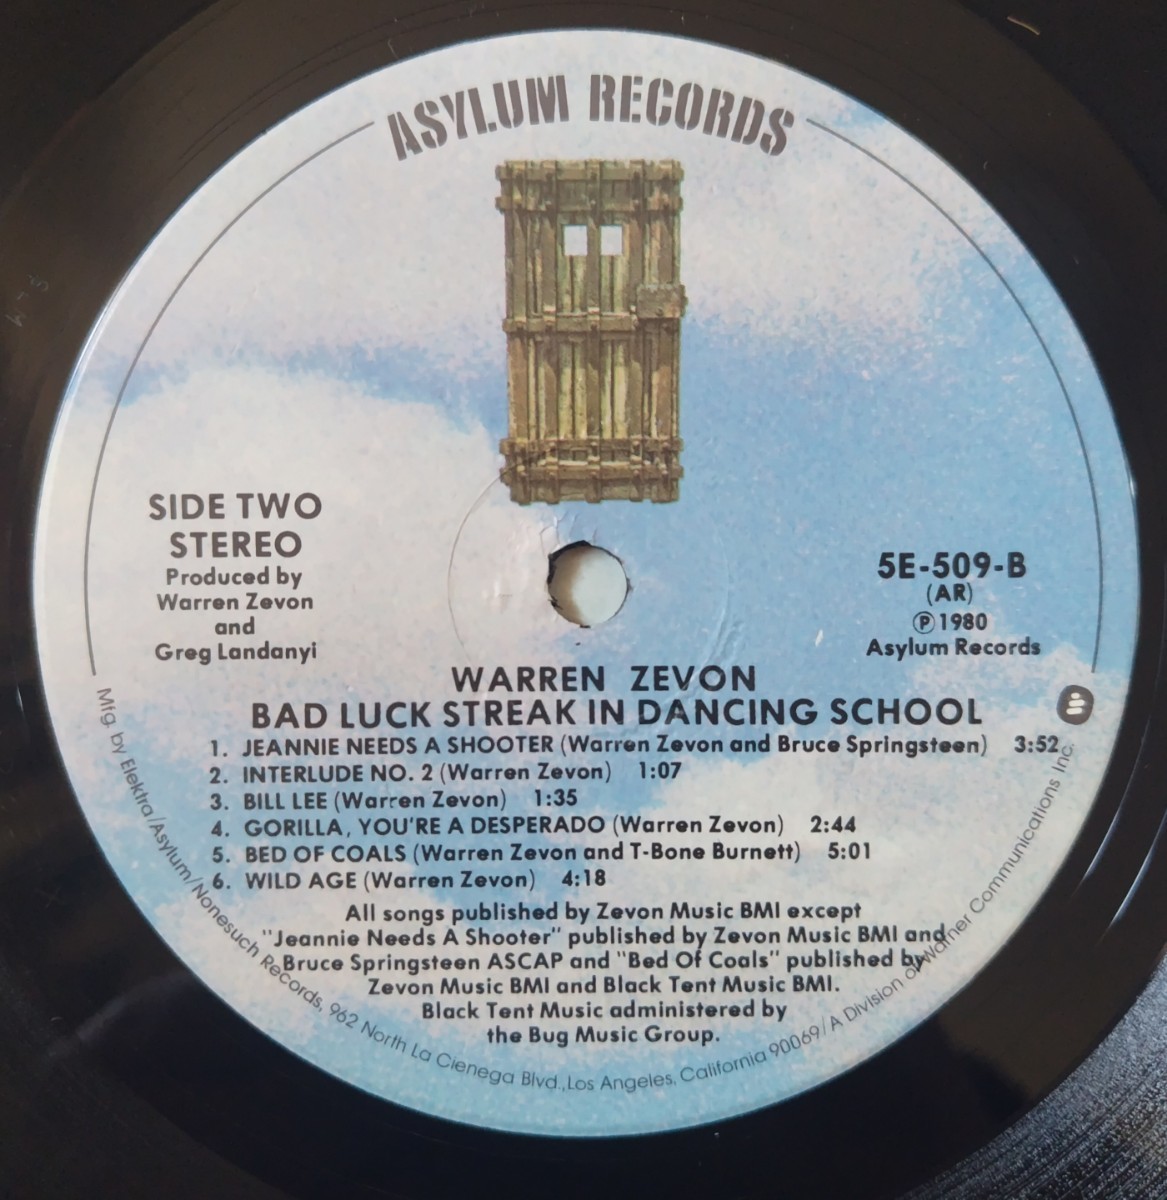 ASYLUM RECORDS
SIDE TWO
STEREO
Produced by
Warren Zevon
and
Greg Landanyi
5E-509-B
(AR)
℗ 1980
Asylum Records
WARREN ZEVON
BAD LUCK STREAK IN DANCING SCHOOL
1. JEANNIE NEEDS A SHOOTER (Warren Zevon and Bruce Springsteen) 3:52
2. INTERLUDE NO. 2 (Warren Zevon) 1:07
3. BILL LEE (Warren Zevon) 1:35
4. GORILLA, YOU'RE A DESPERADO (Warren Zevon) 2:44
5. BED OF COALS (Warren Zevon and T-Bone Burnett) 5:01
6. WILD AGE (Warren Zevon) 4:18
All songs published by Zevon Music BMI except
"Jeannie Needs A Shooter" published by Zevon Music BMI and
Bruce Springsteen ASCAP and "Bed Of Coals" published by
Zevon Music BMI and Black Tent Music BMI.
Black Tent Music administered by
the Bug Music Group.
Mfg. by Elektra/Asylum/Nonesuch Records, 962 North La Cienega Blvd., Los Angeles, California 90069/A Division of Warner Communications Inc.